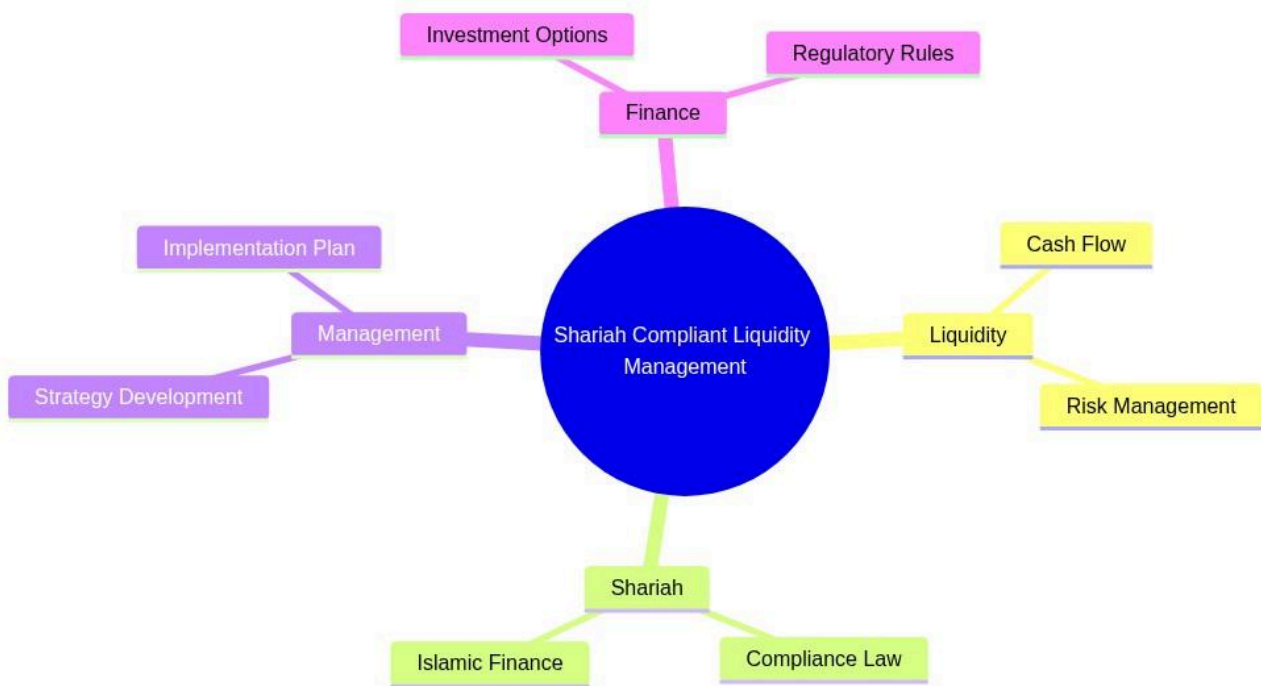 Investment Options
Regulatory Rules
Finance
Implementation Plan
Cash Flow
Management
Shariah Compliant Liquidity
Management
Liquidity
Strategy Development
Risk Management
Shariah
Islamic Finance
Compliance Law